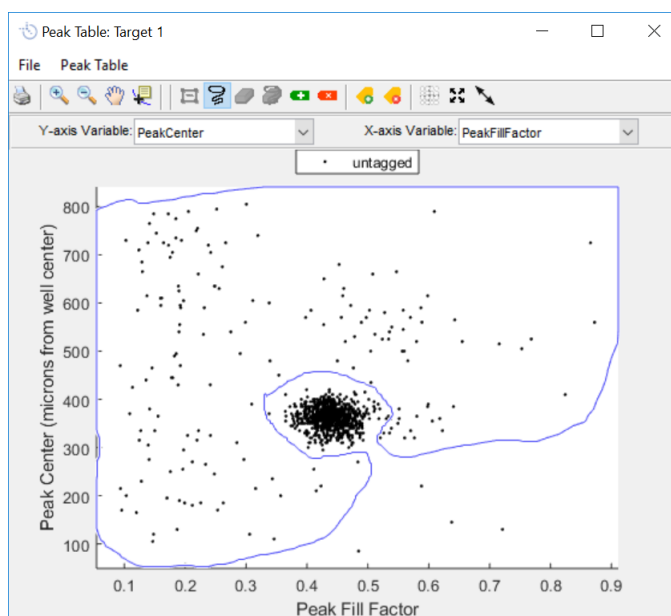 Peak Table: Target 1
File Peak Table
Y-axis Variable: PeakCenter X-axis Variable: PeakFillFactor
untagged
800
700
600
500
400
300
200
100
Peak Center (microns from well center)
0.1 0.2 0.3 0.4 0.5 0.6 0.7 0.8 0.9
Peak Fill Factor